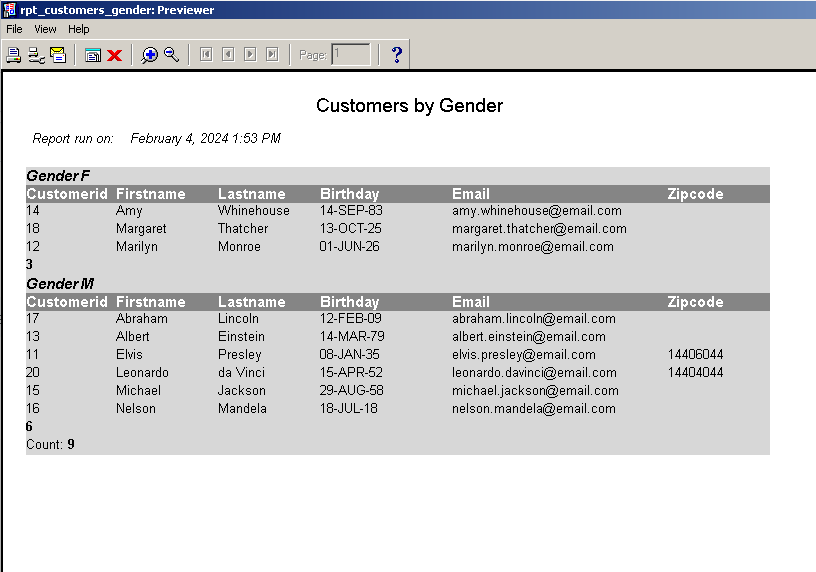 rpt_customers_gender: Previewer
File View Help
Page: 1 ?
Customers by Gender
Report run on: February 4, 2024 1:53 PM
Gender F
Customerid Firstname Lastname Birthday Email Zipcode
14 Amy Whinehouse 14-SEP-83 amy.whinehouse@email.com
18 Margaret Thatcher 13-OCT-25 margaret.thatcher@email.com
12 Marilyn Monroe 01-JUN-26 marilyn.monroe@email.com
3
Gender M
Customerid Firstname Lastname Birthday Email Zipcode
17 Abraham Lincoln 12-FEB-09 abraham.lincoln@email.com
13 Albert Einstein 14-MAR-79 albert.einstein@email.com
11 Elvis Presley 08-JAN-35 elvis.presley@email.com 14406044
20 Leonardo da Vinci 15-APR-52 leonardo.davinci@email.com 14404044
15 Michael Jackson 29-AUG-58 michael.jackson@email.com
16 Nelson Mandela 18-JUL-18 nelson.mandela@email.com
6
Count: 9